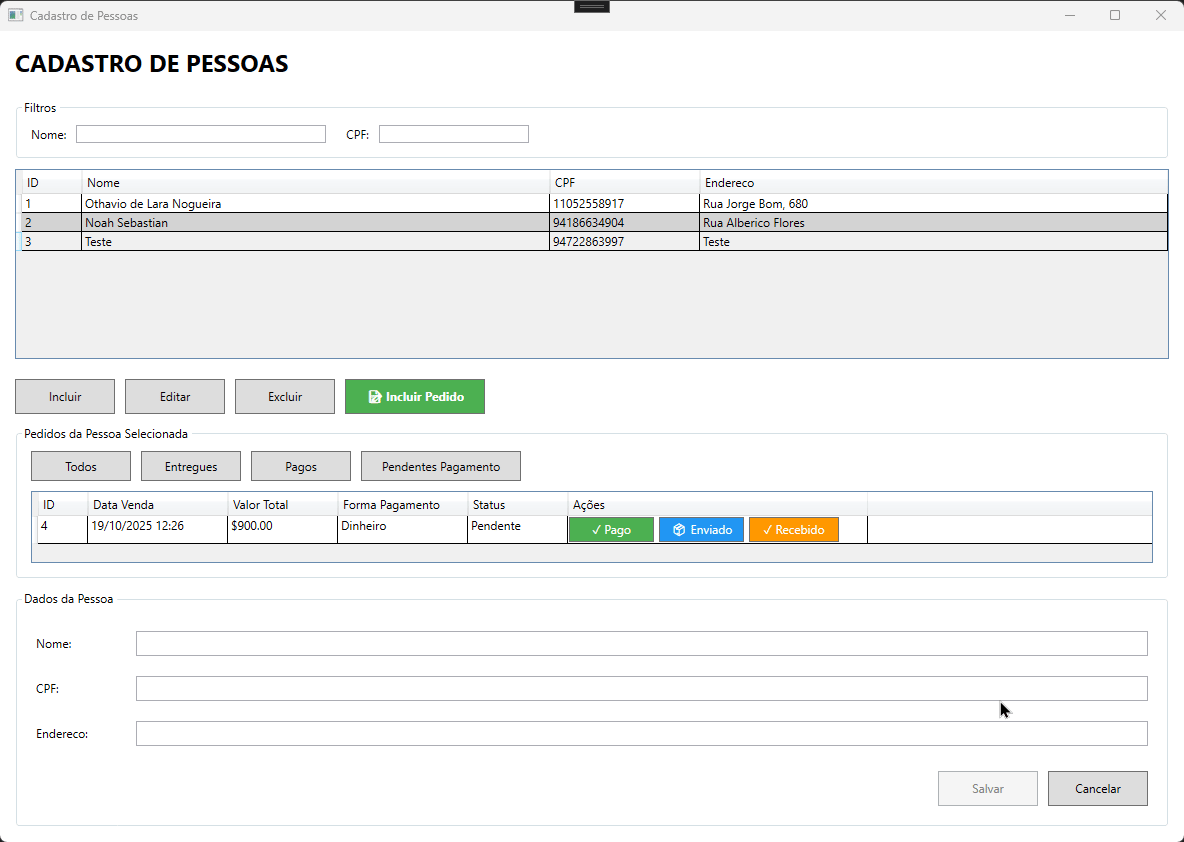 Cadastro de Pessoas
CADASTRO DE PESSOAS
Filtros
Nome: CPF:
ID Nome CPF Endereco
1 Othavio de Lara Nogueira 11052558917 Rua Jorge Bom, 680
2 Noah Sebastian 94186634904 Rua Alberico Flores
3 Teste 94722863997 Teste
Incluir Editar Excluir Incluir Pedido
Pedidos da Pessoa Selecionada
Todos Entregues Pagos Pendentes Pagamento
ID Data Venda Valor Total Forma Pagamento Status Ações
4 19/10/2025 12:26 $900.00 Dinheiro Pendente ✓ Pago Enviado ✓ Recebido
Dados da Pessoa
Nome:
CPF:
Endereco:
Salvar Cancelar